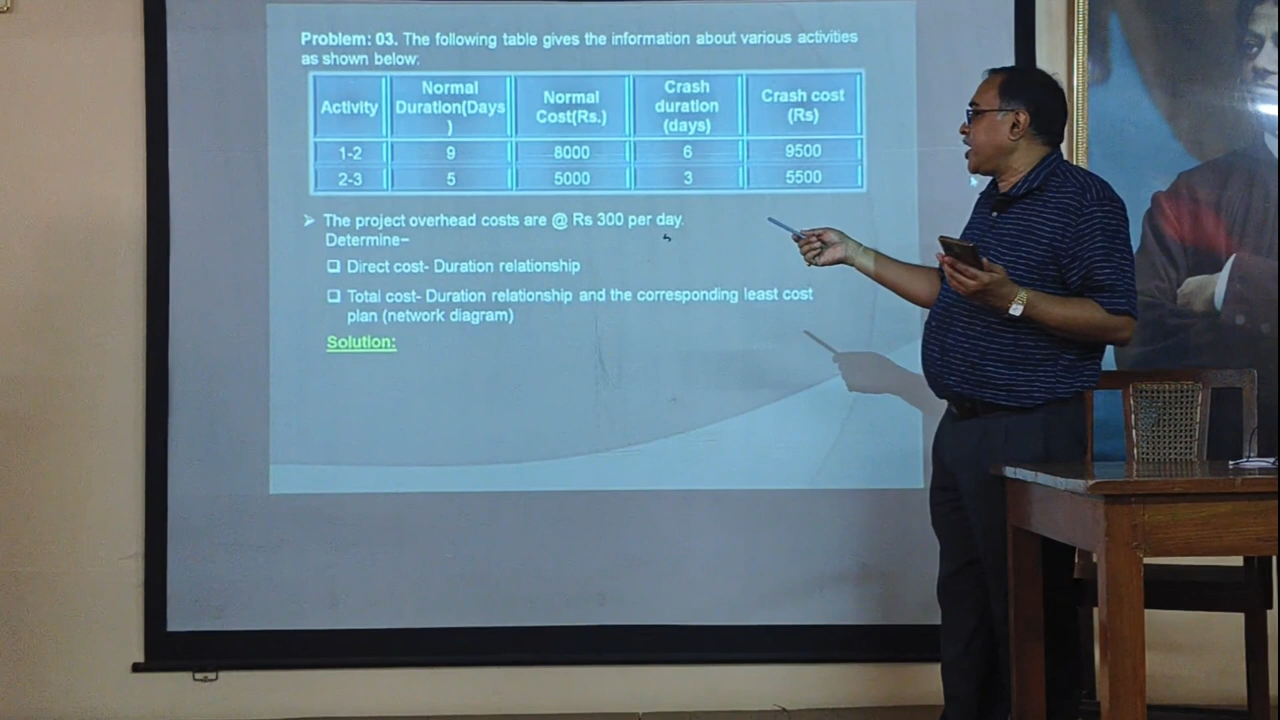 Problem: 03. The following table gives the information about various activities
as shown below:
Activity Normal Duration(Days) Normal Cost(Rs.) Crash duration (days) Crash cost (Rs)
1-2 9 8000 6 9500
2-3 5 5000 3 5500
➢ The project overhead costs are @ Rs 300 per day.
Determine–
❑ Direct cost- Duration relationship
❑ Total cost- Duration relationship and the corresponding least cost
plan (network diagram)
Solution: